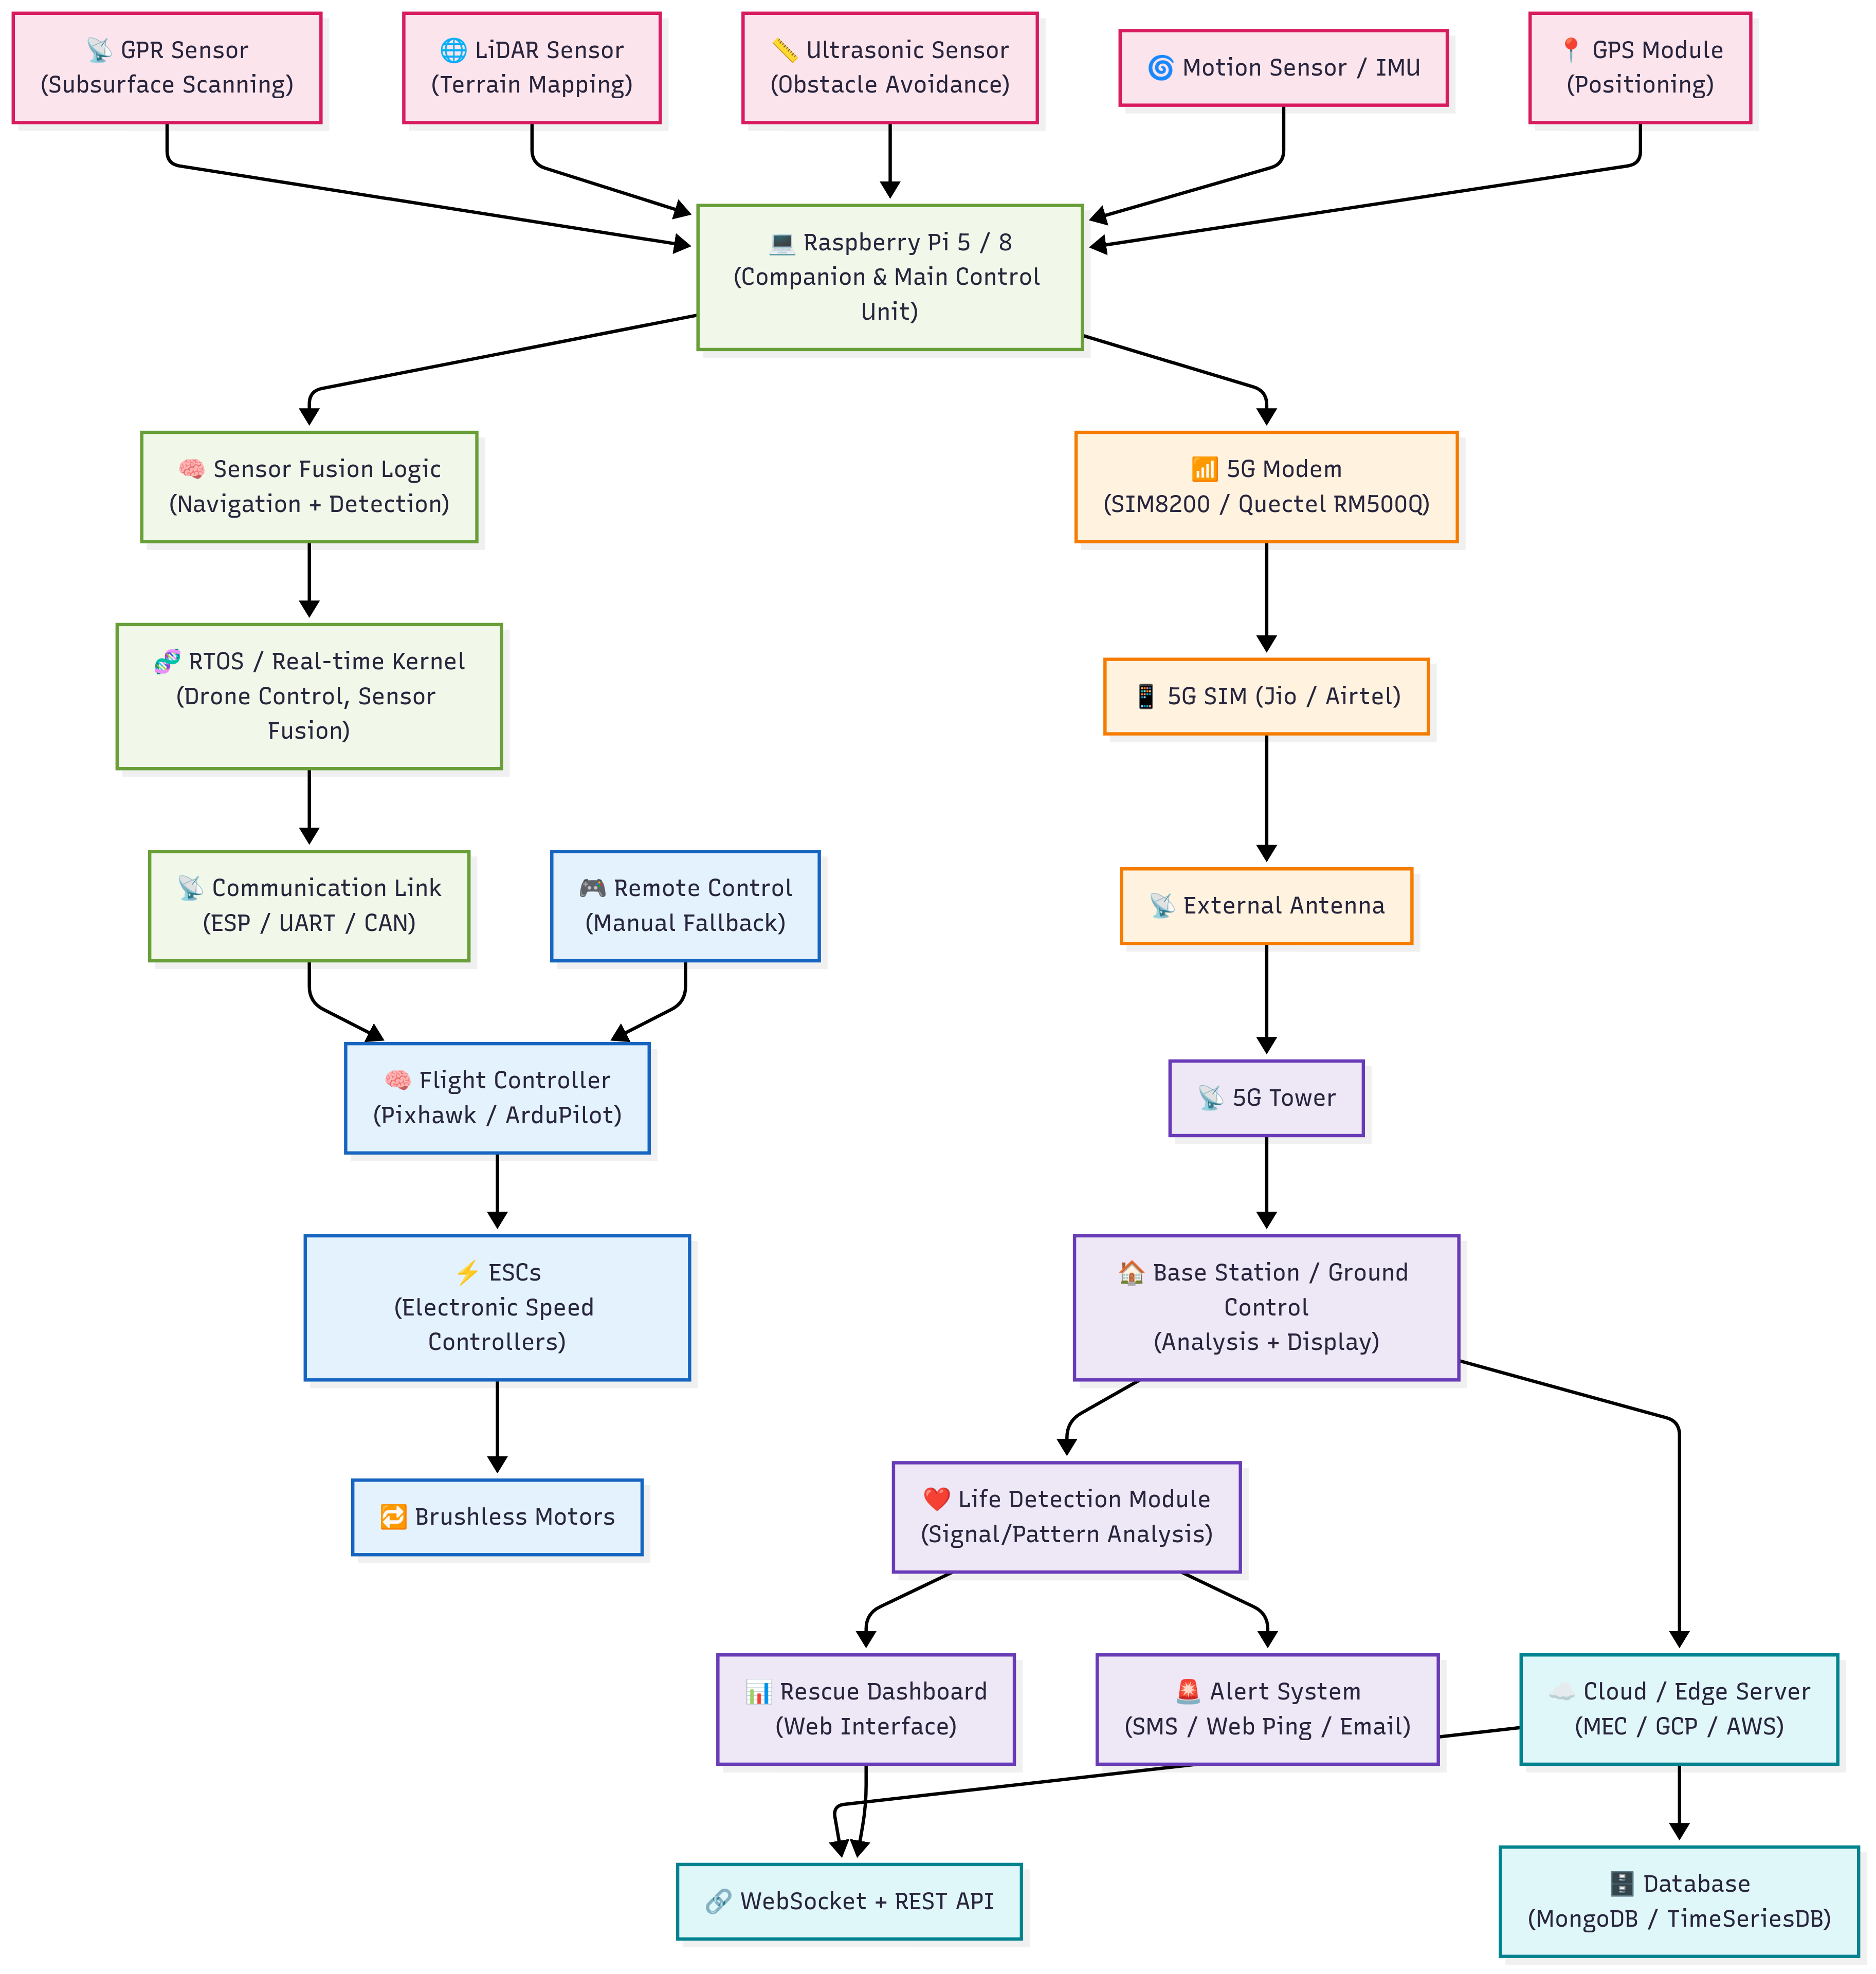 📡 GPR Sensor
(Subsurface Scanning)
🌐 LiDAR Sensor
(Terrain Mapping)
📏 Ultrasonic Sensor
(Obstacle Avoidance)
🌀 Motion Sensor / IMU
📍 GPS Module
(Positioning)
💻 Raspberry Pi 5 / 8
(Companion & Main Control
Unit)
🧠 Sensor Fusion Logic
(Navigation + Detection)
📶 5G Modem
(SIM8200 / Quectel RM500Q)
🧬 RTOS / Real-time Kernel
(Drone Control, Sensor
Fusion)
📱 5G SIM (Jio / Airtel)
📡 Communication Link
(ESP / UART / CAN)
🎮 Remote Control
(Manual Fallback)
📡 External Antenna
🧠 Flight Controller
(Pixhawk / ArduPilot)
📡 5G Tower
⚡ ESCs
(Electronic Speed
Controllers)
🏠 Base Station / Ground
Control
(Analysis + Display)
🔁 Brushless Motors
❤️ Life Detection Module
(Signal/Pattern Analysis)
📊 Rescue Dashboard
(Web Interface)
🚨 Alert System
(SMS / Web Ping / Email)
☁️ Cloud / Edge Server
(MEC / GCP / AWS)
🔗 WebSocket + REST API
🗄️ Database
(MongoDB / TimeSeriesDB)